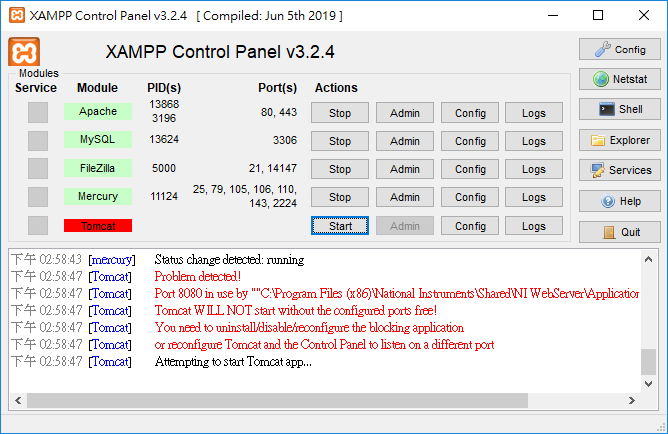 XAMPP Control Panel v3.2.4 [ Compiled: Jun 5th 2019 ]
XAMPP Control Panel v3.2.4
Config
Modules
Service Module PID(s) Port(s) Actions
Netstat
Apache 13868 3196 80, 443 Stop Admin Config Logs
Shell
MySQL 13624 3306 Stop Admin Config Logs
Explorer
FileZilla 5000 21, 14147 Stop Admin Config Logs
Services
Mercury 11124 25, 79, 105, 106, 110, 143, 2224 Stop Admin Config Logs
Help
Tomcat Start Admin Config Logs
Quit
下午 02:58:43 [mercury] Status change detected: running
下午 02:58:47 [Tomcat] Problem detected!
下午 02:58:47 [Tomcat] Port 8080 in use by ""C:\Program Files (x86)\National Instruments\Shared\NI WebServer\Application
下午 02:58:47 [Tomcat] Tomcat WILL NOT start without the configured ports free!
下午 02:58:47 [Tomcat] You need to uninstall/disable/reconfigure the blocking application
下午 02:58:47 [Tomcat] or reconfigure Tomcat and the Control Panel to listen on a different port
下午 02:58:47 [Tomcat] Attempting to start Tomcat app...